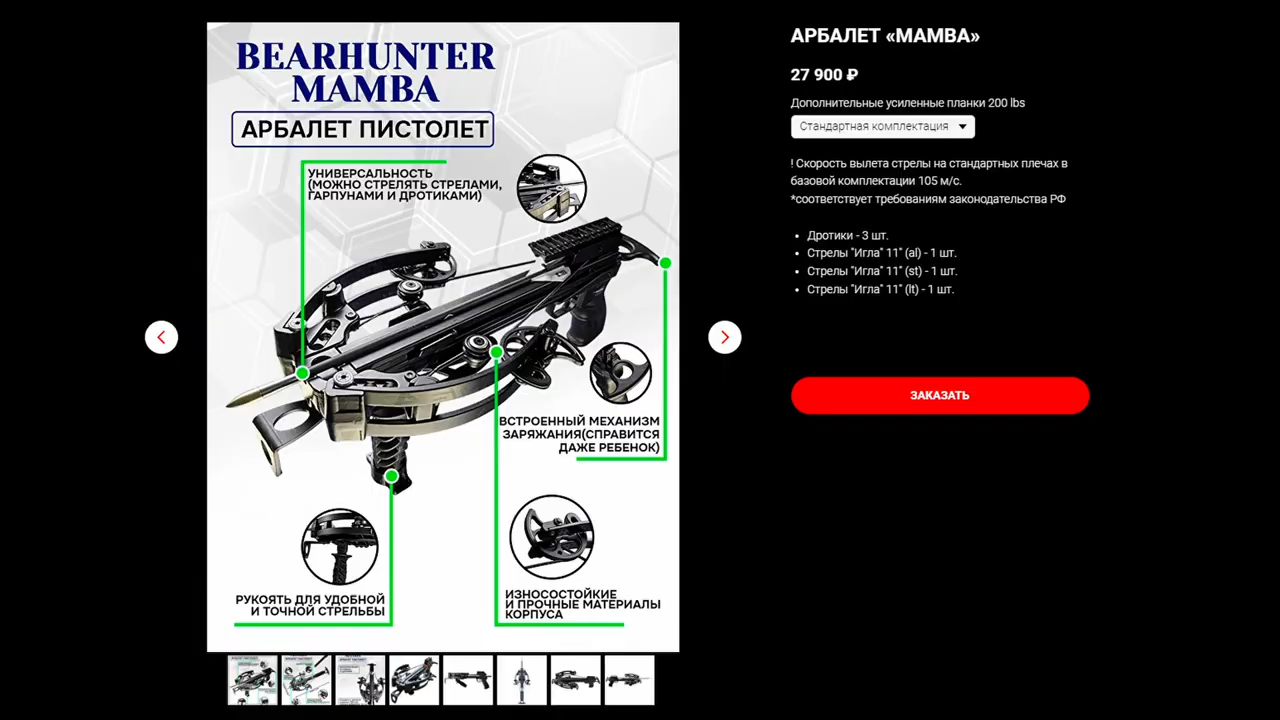 BEARHUNTER
MAMBA
АРБАЛЕТ ПИСТОЛЕТ
УНИВЕРСАЛЬНОСТЬ
(МОЖНО СТРЕЛЯТЬ СТРЕЛАМИ,
ГАРПУНАМИ И ДРОТИКАМИ)
ВСТРОЕННЫЙ МЕХАНИЗМ
ЗАРЯЖАНИЯ(СПРАВИТСЯ
ДАЖЕ РЕБЕНОК)
РУКОЯТЬ ДЛЯ УДОБНОЙ
И ТОЧНОЙ СТРЕЛЬБЫ
ИЗНОСОСТОЙКИЕ
И ПРОЧНЫЕ МАТЕРИАЛЫ
КОРПУСА
АРБАЛЕТ «МАМВА»
27 900 ₽
Дополнительные усиленные планки 200 lbs
Стандартная комплектация
! Скорость вылета стрелы на стандартных плечах в
базовой комплектации 105 м/с.
*соответствует требованиям законодательства РФ
• Дротики - 3 шт.
• Стрелы "Игла" 11" (al) - 1 шт.
• Стрелы "Игла" 11" (st) - 1 шт.
• Стрелы "Игла" 11" (lt) - 1 шт.
ЗАКАЗАТЬ